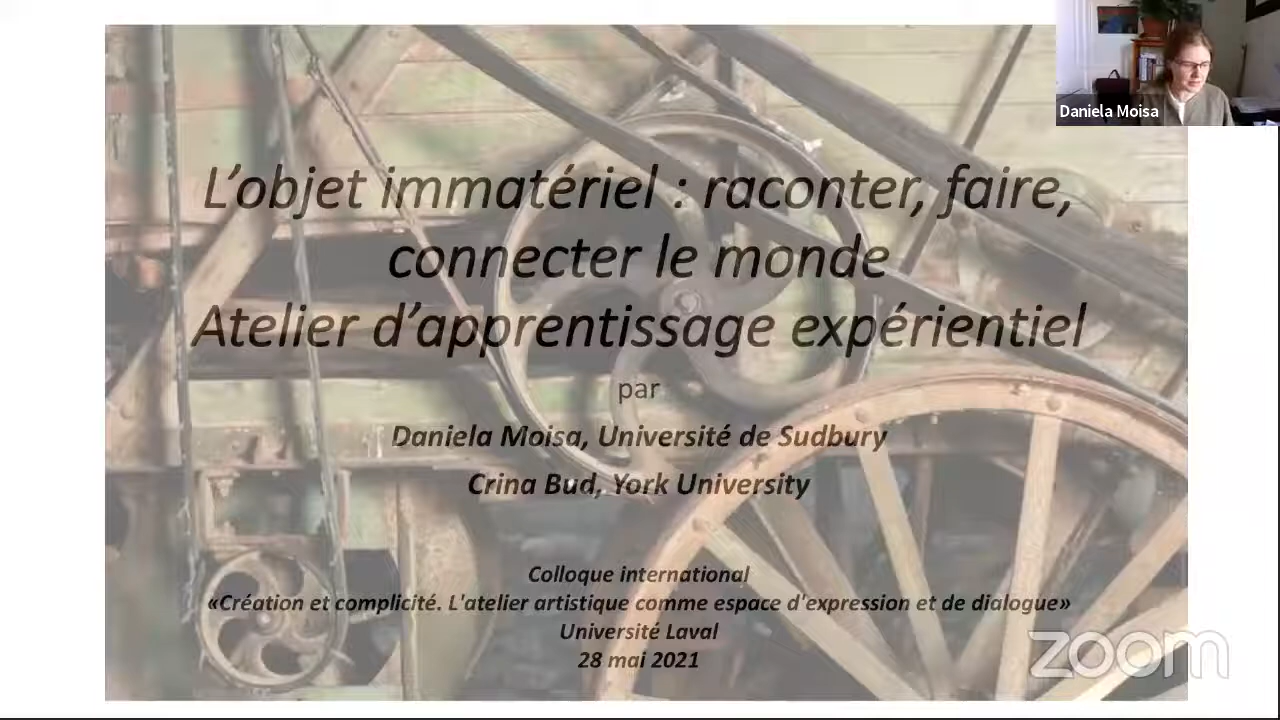 Daniela Moisa
L'objet immatériel : raconter, faire,
connecter le monde
Atelier d'apprentissage expérientiel
par
Daniela Moisa, Université de Sudbury
Crina Bud, York University
Colloque international
«Création et complicité. L'atelier artistique comme espace d'expression et de dialogue»
Université Laval
28 mai 2021
zoom